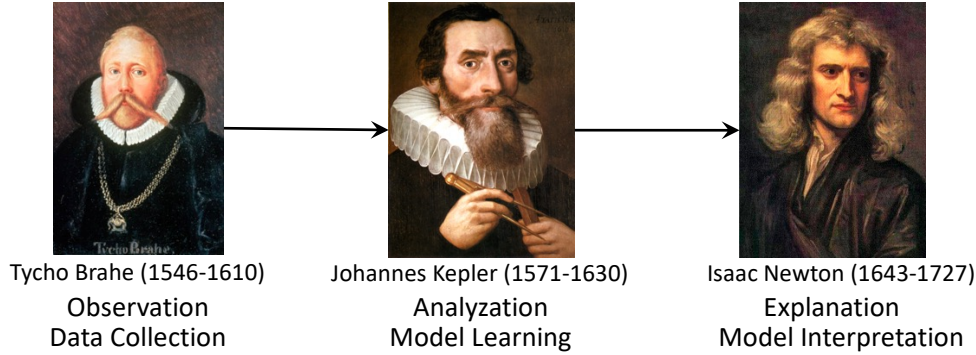 Tycho Brahe.
Tycho Brahe (1546-1610)
Observation
Data Collection
Johannes Kepler (1571-1630)
Analyzation
Model Learning
Isaac Newton (1643-1727)
Explanation
Model Interpretation